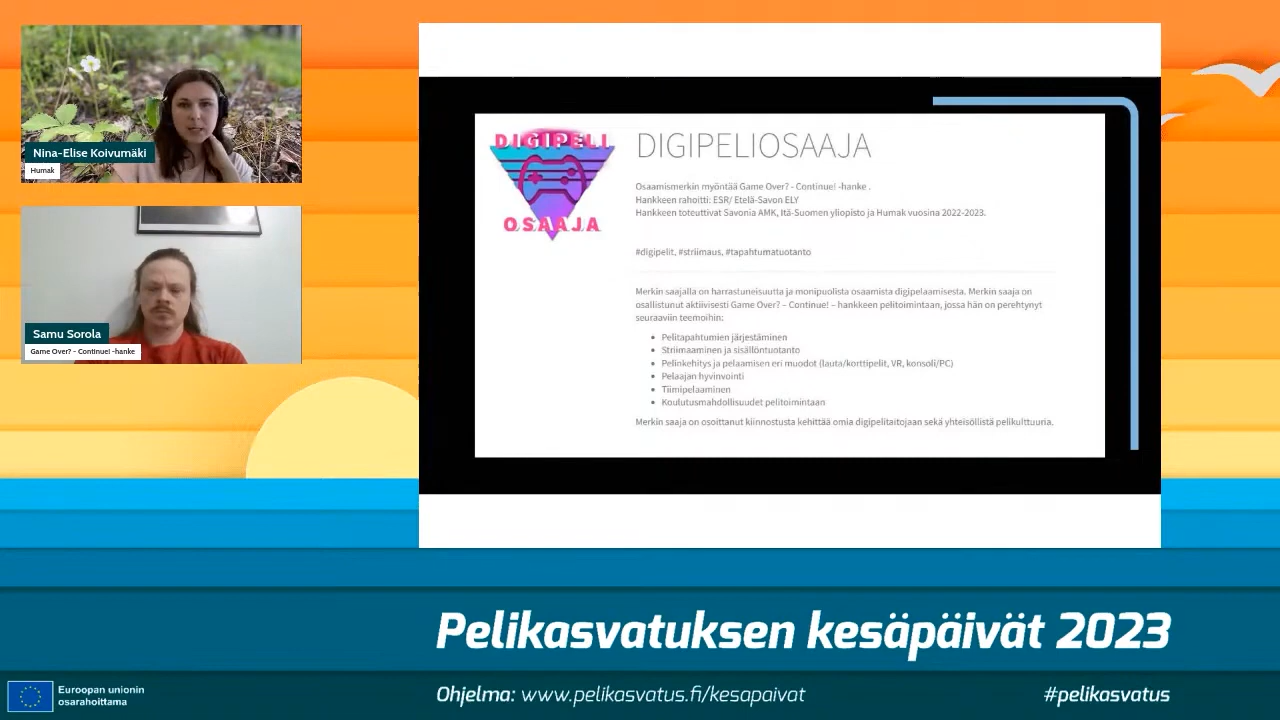 Nina-Elise Koivumäki
Humak
Samu Sorola
Game Over? – Continue! -hanke
DIGIPELI
OSAAJA
DIGIPELIOSAAJA
Osaamismerkin myöntää Game Over? - Continue! -hanke .
Hankkeen rahoitti: ESR/ Etelä-Savon ELY
Hankkeen toteuttivat Savonia AMK, Itä-Suomen yliopisto ja Humak vuosina 2022-2023.
#digipelit, #striimaus, #tapahtumatuotanto
Merkin saajalla on harrastuneisuutta ja monipuolista osaamista digipelaamisesta. Merkin saaja on
osallistunut aktiivisesti Game Over? – Continue! – hankkeen pelitoimintaan, jossa hän on perehtynyt
seuraaviin teemoihin:
• Pelitapahtumien järjestäminen
• Striimaaminen ja sisällöntuotanto
• Pelinkehitys ja pelaamisen eri muodot (lauta/korttipelit, VR, konsoli/PC)
• Pelaajan hyvinvointi
• Tiimipelaaminen
• Koulutusmahdollisuudet pelitoimintaan
Merkin saaja on osoittanut kiinnostusta kehittää omia digipelitaitojaan sekä yhteisöllistä pelikulttuuria.
Pelikasvatuksen kesäpäivät 2023
Ohjelma: www.pelikasvatus.fi/kesapaivat
#pelikasvatus
Euroopan unionin
osarahoittama